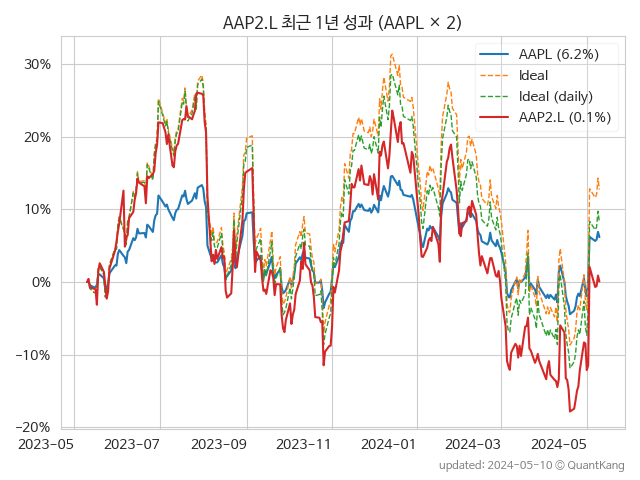 AAP2.L 최근 1년 성과 (AAPL × 2)
AAPL (6.2%)
Ideal
Ideal (daily)
AAP2.L (0.1%)
30%
20%
10%
0%
−10%
−20%
2023-05 2023-07 2023-09 2023-11 2024-01 2024-03 2024-05
updated: 2024-05-10 © QuantKang